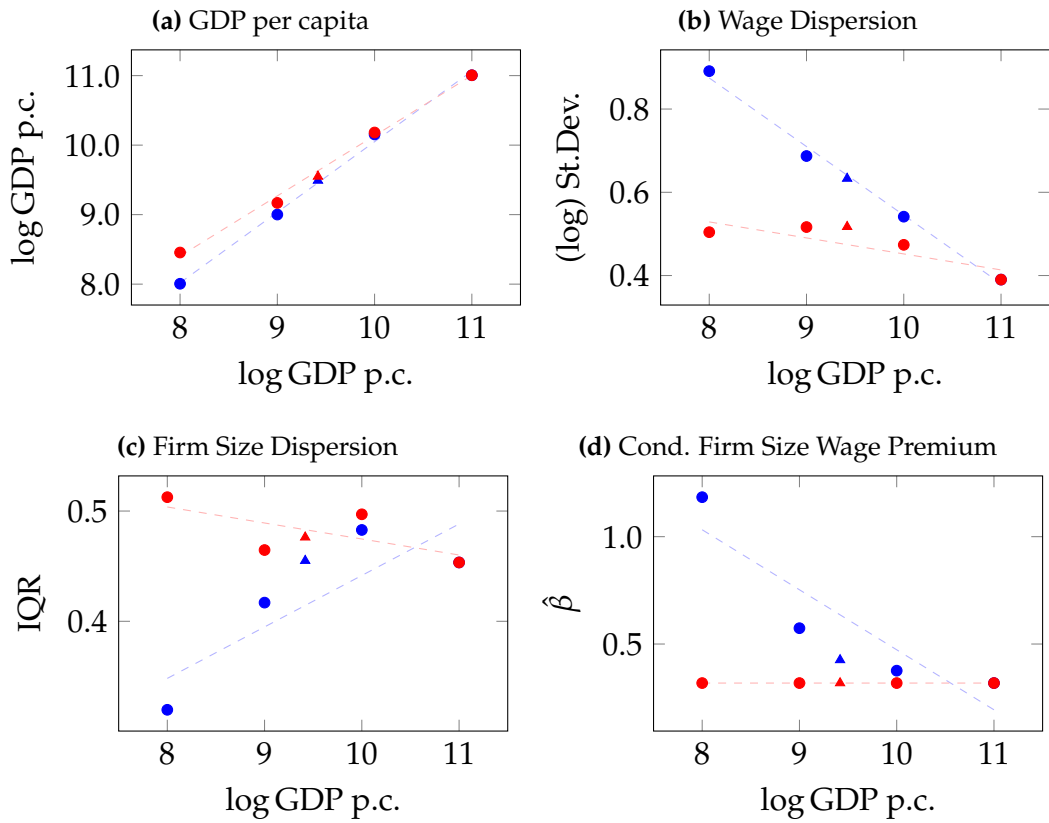 (a) GDP per capita
log GDP p.c.
11.0
10.0
9.0
8.0
8 9 10 11
log GDP p.c.
(b) Wage Dispersion
(log) St.Dev.
0.8
0.6
0.4
8 9 10 11
log GDP p.c.
(c) Firm Size Dispersion
IQR
0.5
0.4
8 9 10 11
log GDP p.c.
(d) Cond. Firm Size Wage Premium
β̂
1.0
0.5
8 9 10 11
log GDP p.c.